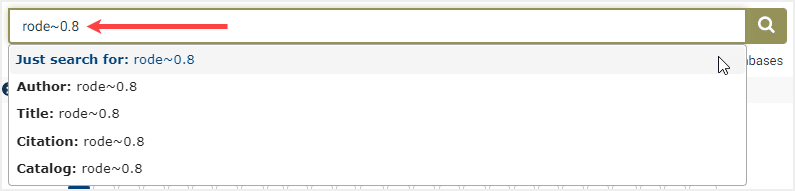 rode~0.8
Just search for: rode~0.8
abases
Author: rode~0.8
Title: rode~0.8
Citation: rode~0.8
Catalog: rode~0.8